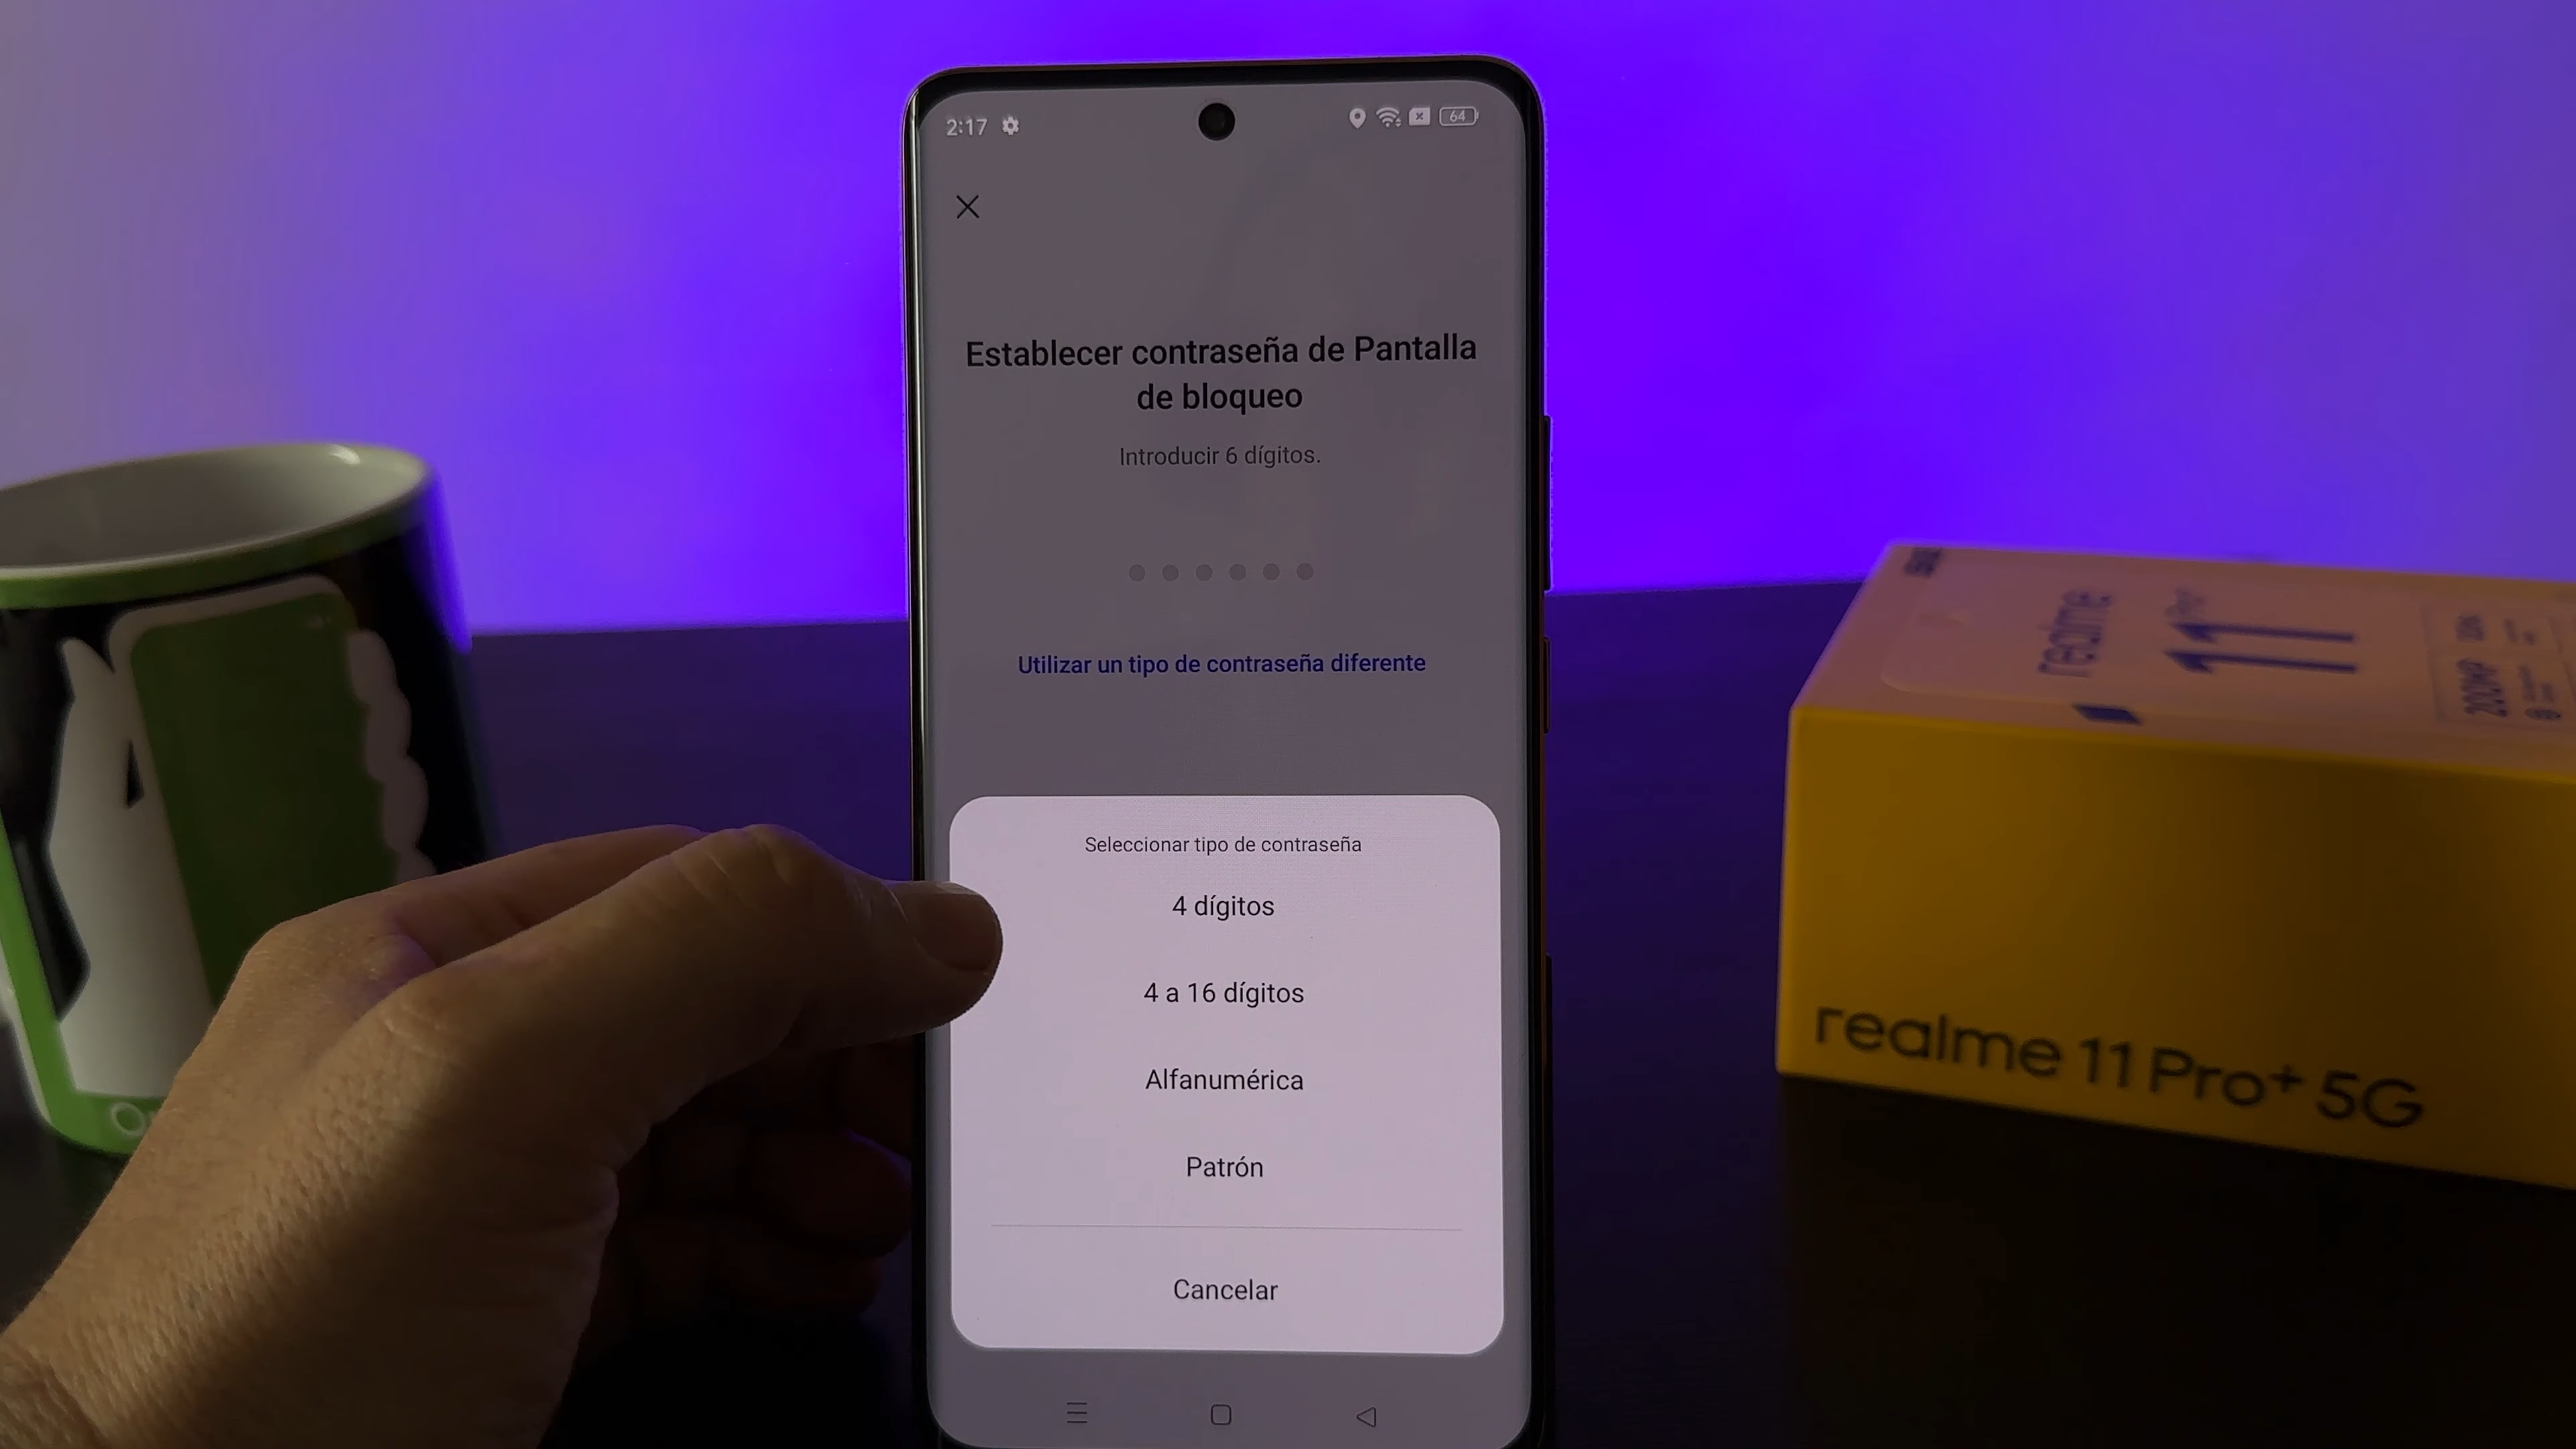 2:17
64
Establecer contraseña de Pantalla
de bloqueo
Introducir 6 dígitos.
Utilizar un tipo de contraseña diferente
Seleccionar tipo de contraseña
4 dígitos
4 a 16 dígitos
Alfanumérica
Patrón
Cancelar
realme
11
200MP
realme 11 Pro+ 5G